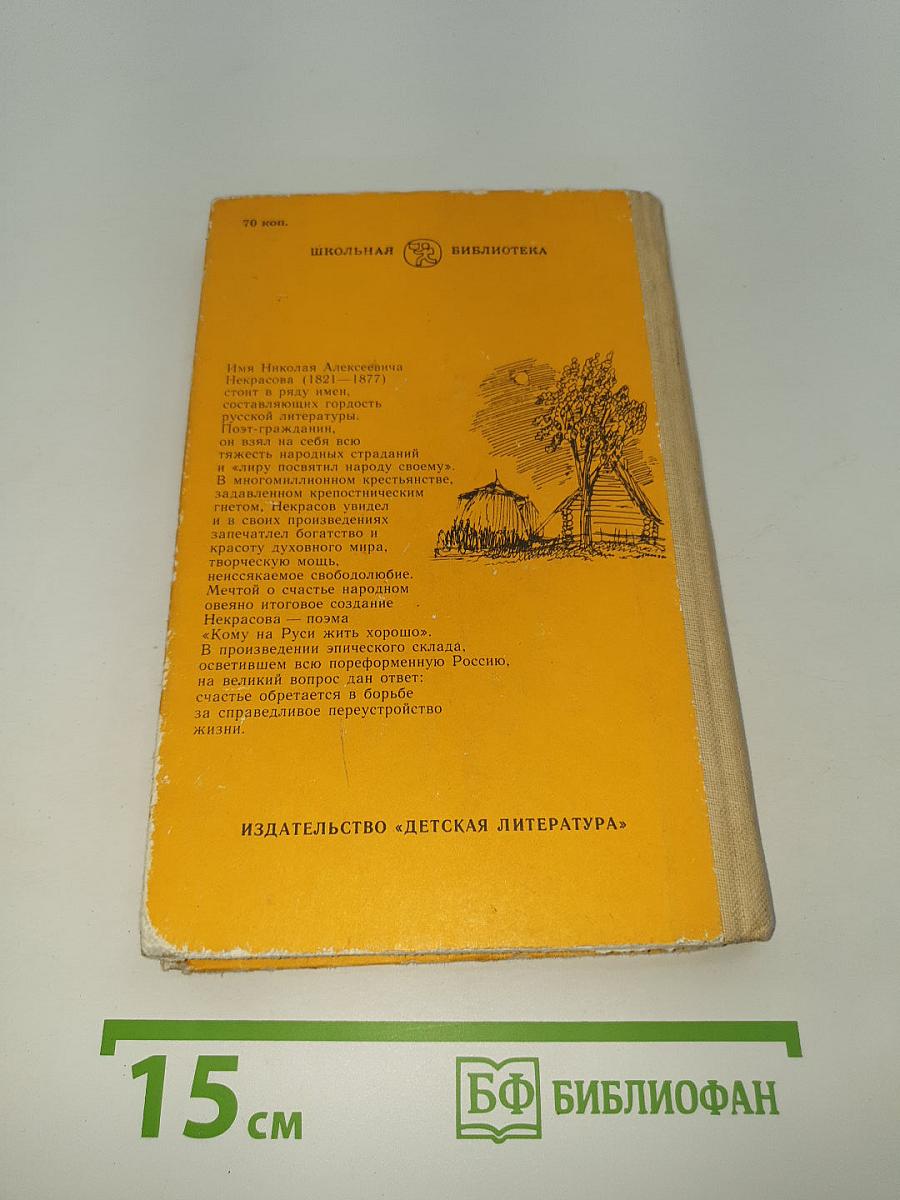 70 коп.
ШКОЛЬНАЯ БИБЛИОТЕКА
Имя Николая Алексеевича
Некрасова (1821—1877)
стоит в ряду имен,
составляющих гордость
русской литературы.
Поэт-гражданин,
он взял на себя всю
тяжесть народных страданий
и «лиру посвятил народу своему».
В многомиллионном крестьянстве,
задавленном крепостническим
гнетом, Некрасов увидел
и в своих произведениях
запечатлел богатство и
красоту духовного мира,
творческую мощь,
неиссякаемое свободолюбие.
Мечтой о счастье народном
овеяно итоговое создание
Некрасова — поэма
«Кому на Руси жить хорошо».
В произведении эпического склада,
осветившем всю пореформенную Россию,
на великий вопрос дан ответ:
счастье обретается в борьбе
за справедливое переустройство
жизни.
ИЗДАТЕЛЬСТВО «ДЕТСКАЯ ЛИТЕРАТУРА»
15 см
БФ БИБЛИОФАН